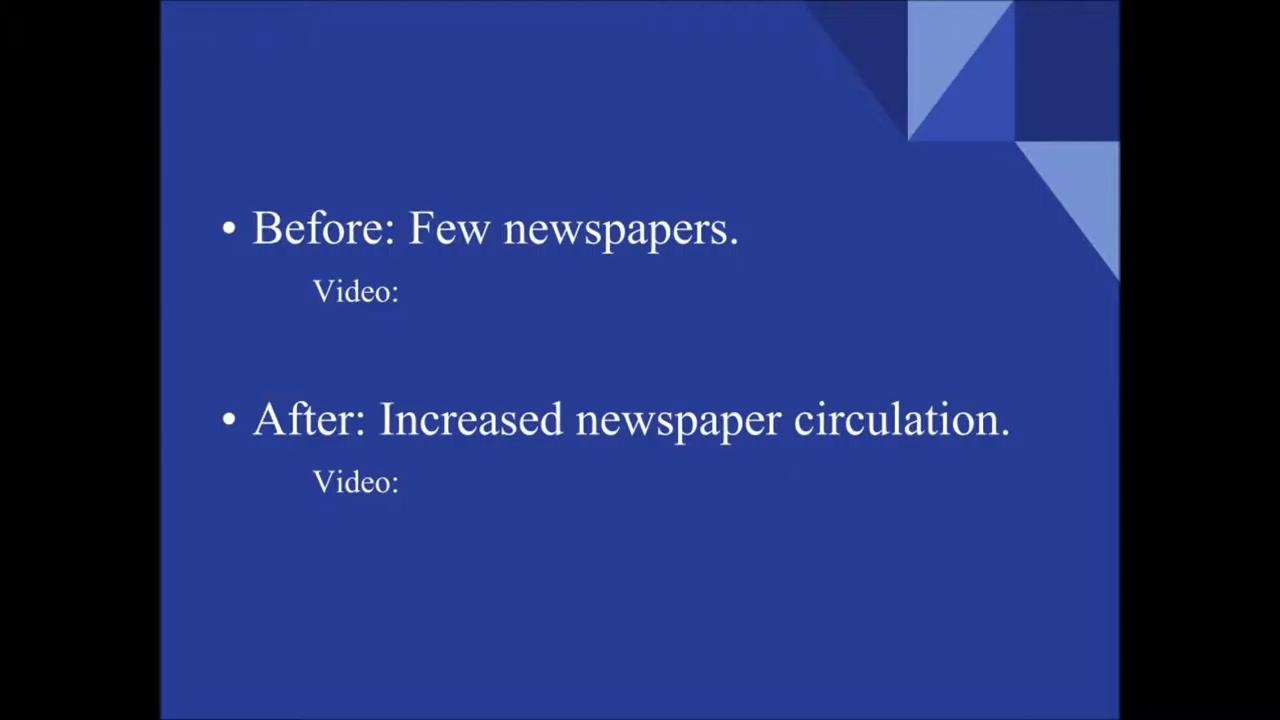 • Before: Few newspapers.
Video:
• After: Increased newspaper circulation.
Video: